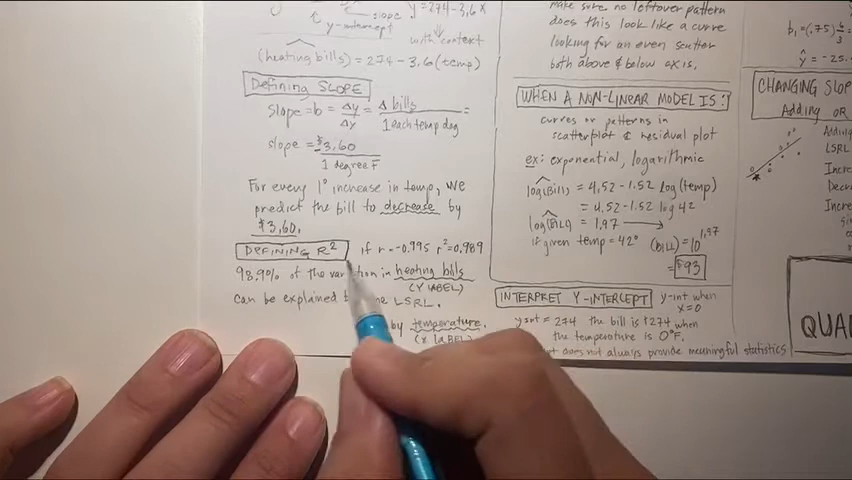 slope
y = 274 - 3.6x
y-intercept
with context
(heating bills) = 274 - 3.6 (temp)
Defining SLOPE
slope = b = Δy/Δx = Δ bills / 1 each temp deg =
slope = -$3.60 / 1 degree F
For every 1° increase in temp, we
predict the bill to decrease by
$3.60.
DEFINING R² if r = -0.995 r² = 0.989
98.9% of the variation in heating bills
(Y LABEL)
can be explained by the LSRL.
by temperature.
(x LABEL)
make sure no leftover pattern
does this look like a curve
looking for an even scatter
both above & below axis.
WHEN A NON-LINEAR MODEL IS:
curves or patterns in
scatterplot & residual plot
ex: exponential, logarithmic
log(Bill) = 4.52 - 1.52 log(temp)
= 4.52 - 1.52 log 42
log(BILL) = 1.97
if given temp = 42° (BILL) = 10^1.97
= $93
INTERPRET Y-INTERCEPT y-int when
x = 0
y int = 274 the bill is $274 when
the temperature is 0°F.
does not always provide meaningful statistics
b₁ = (.75) 6/3
ŷ = -25.
CHANGING SLOP
Adding OR
Adding
LSRL
Incre
Decre
Incre
som
QUA